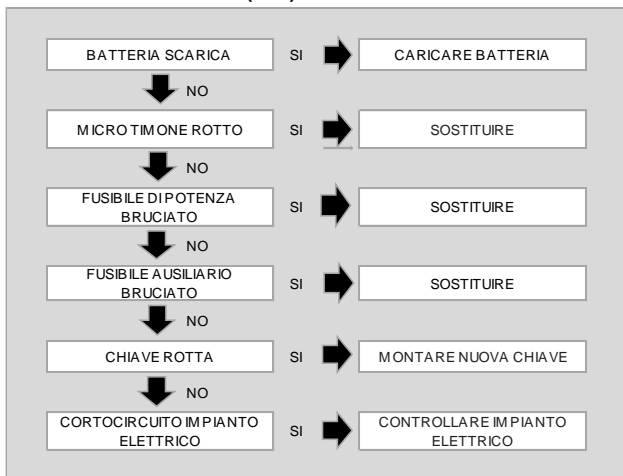 BATTERIA SCARICA SI CARICARE BATTERIA
NO
MICRO TIMONE ROTTO SI SOSTITUIRE
NO
FUSIBILE DI POTENZA
BRUCIATO SI SOSTITUIRE
NO
FUSIBILE AUSILIARIO
BRUCIATO SI SOSTITUIRE
NO
CHIAVE ROTTA SI MONTARE NUOVA CHIAVE
NO
CORTOCIRCUITO IMPIANTO
ELETTRICO SI CONTROLLARE IMPIANTO
ELETTRICO